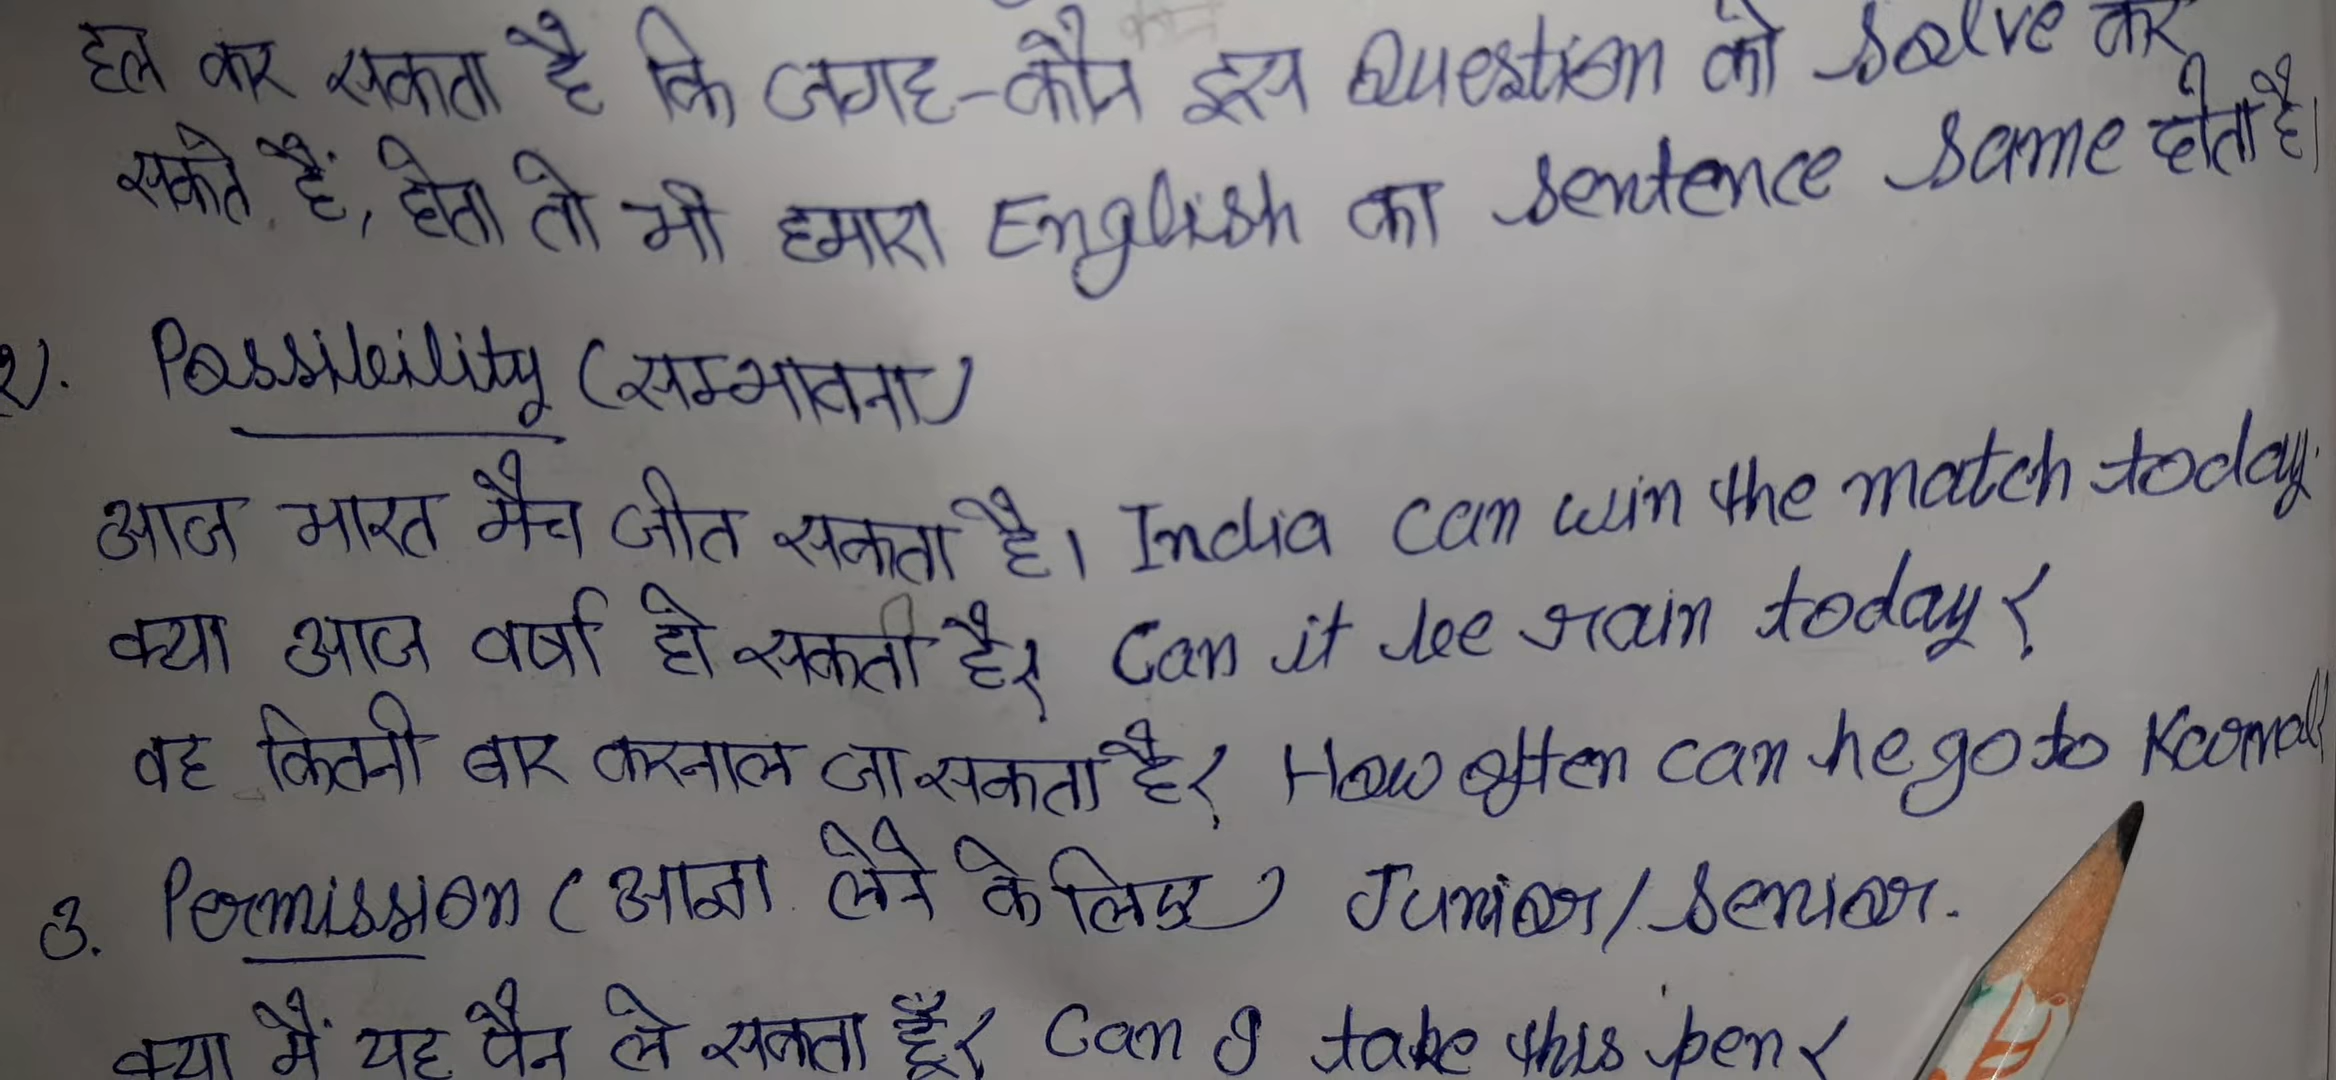 हल कर सकता है कि जगह-कौन इस Question को solve कर
सकते हैं, होता तो भी हमारा English का sentence same होता है।
2. Possibility (सम्भावना)
आज भारत मैच जीत सकता है। India can win the match today.
क्या आज वर्षा हो सकती है? Can it be rain today?
वह कितनी बार करनाल जा सकता है? How often can he go to Karnal?
3. Permission (आज्ञा लेने के लिए) Junior/Senior.
क्या मैं यह पैन ले सकता हूँ? Can I take this pen?